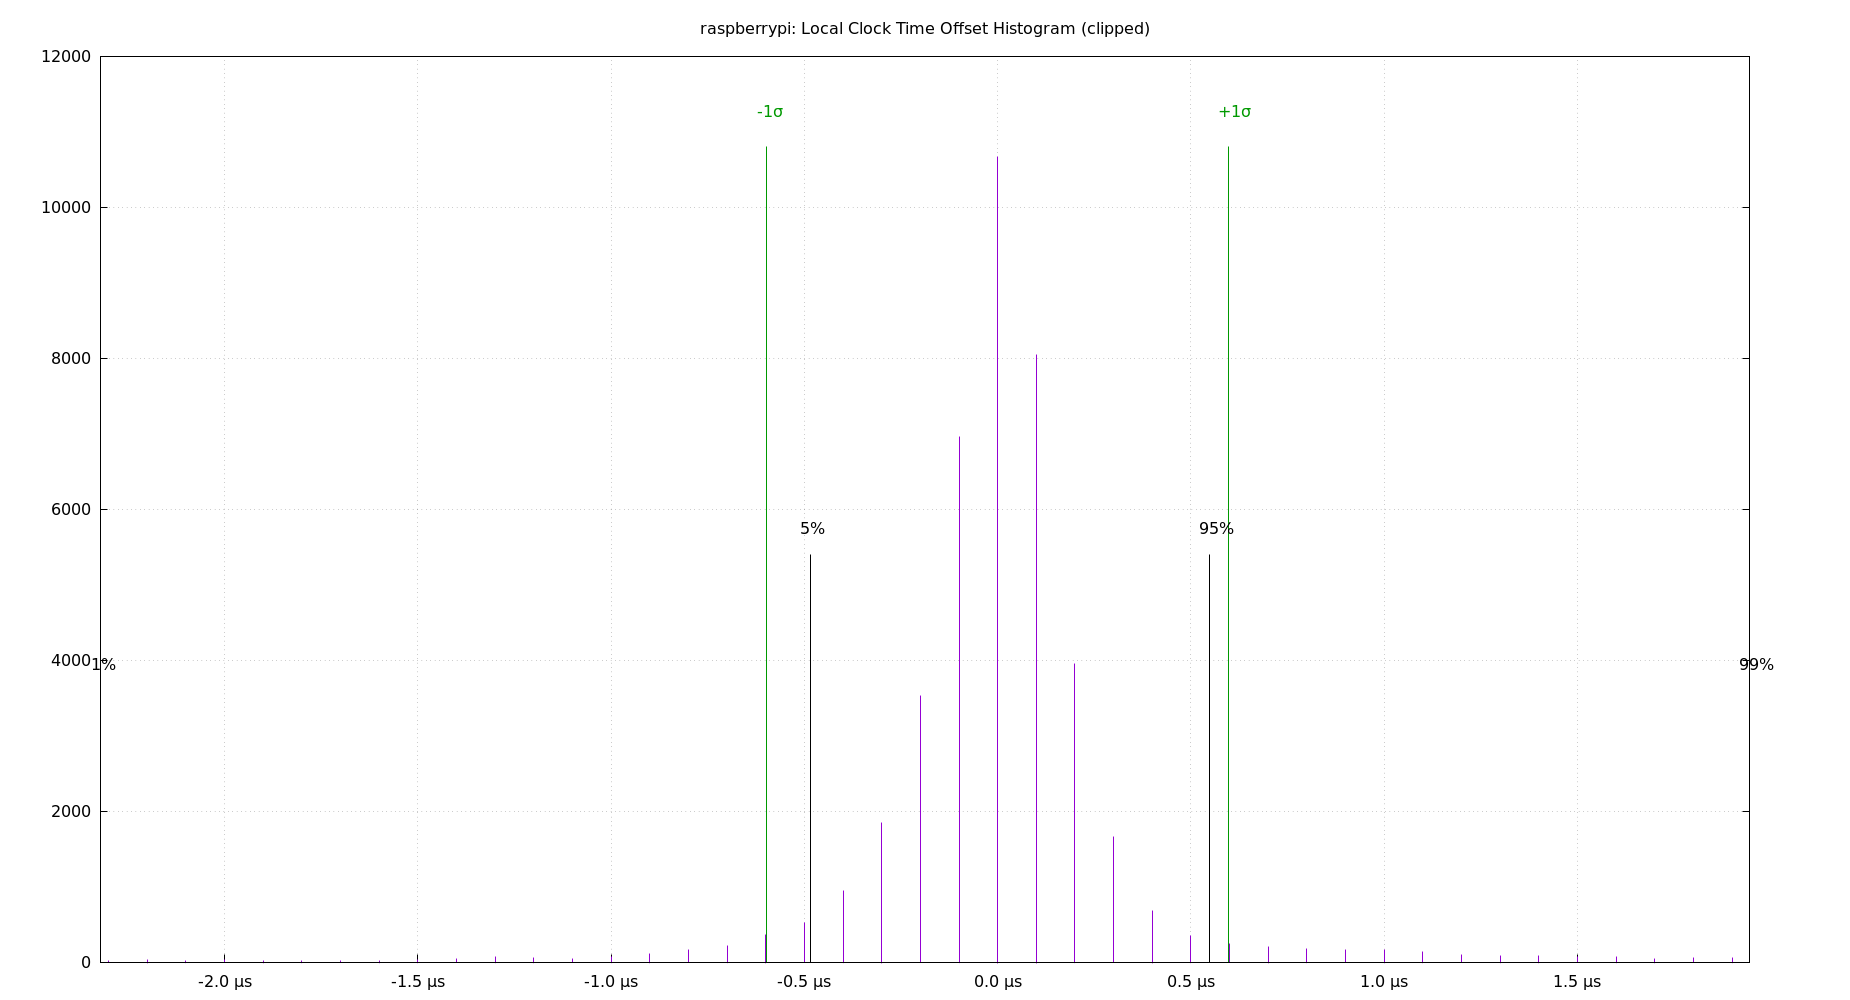 raspberrypi: Local Clock Time Offset Histogram (clipped)
12000
-1σ +1σ
10000
8000
6000
5% 95%
4000 1% 99%
2000
0
-2.0 µs -1.5 µs -1.0 µs -0.5 µs 0.0 µs 0.5 µs 1.0 µs 1.5 µs